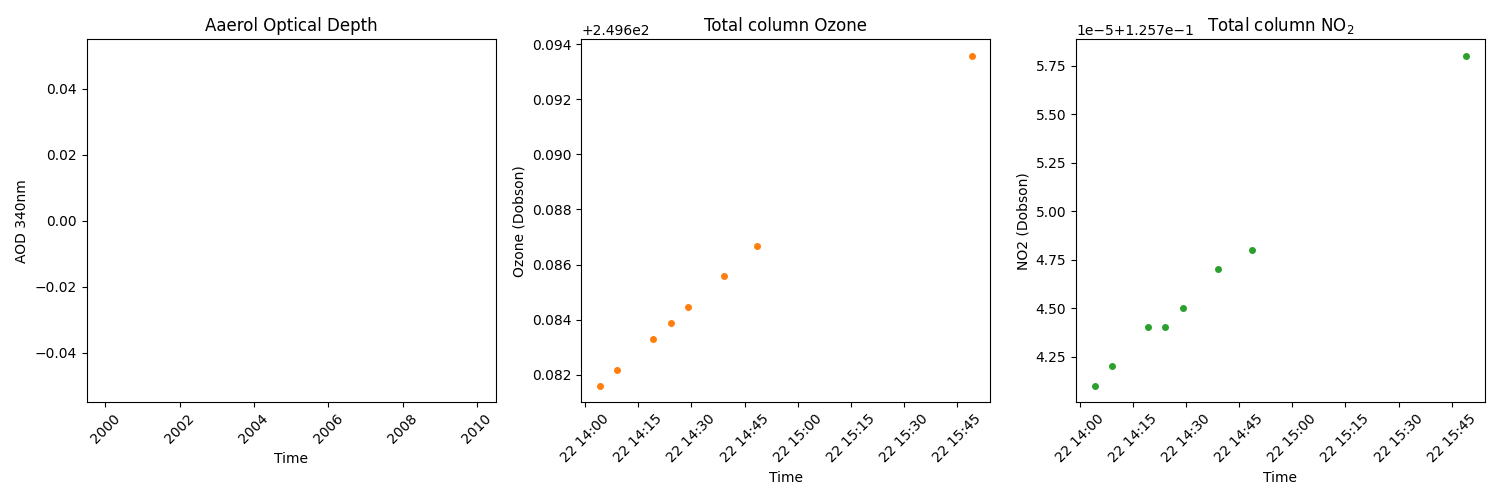 Aaerol Optical Depth
AOD 340nm
0.04
0.02
0.00
−0.02
−0.04
2000 2002 2004 2006 2008 2010
Time
Total column Ozone
+2.496e2
Ozone (Dobson)
0.094
0.092
0.090
0.088
0.086
0.084
0.082
22 14:00 22 14:15 22 14:30 22 14:45 22 15:00 22 15:15 22 15:30 22 15:45
Time
Total column NO₂
1e−5+1.257e−1
NO2 (Dobson)
5.75
5.50
5.25
5.00
4.75
4.50
4.25
22 14:00 22 14:15 22 14:30 22 14:45 22 15:00 22 15:15 22 15:30 22 15:45
Time